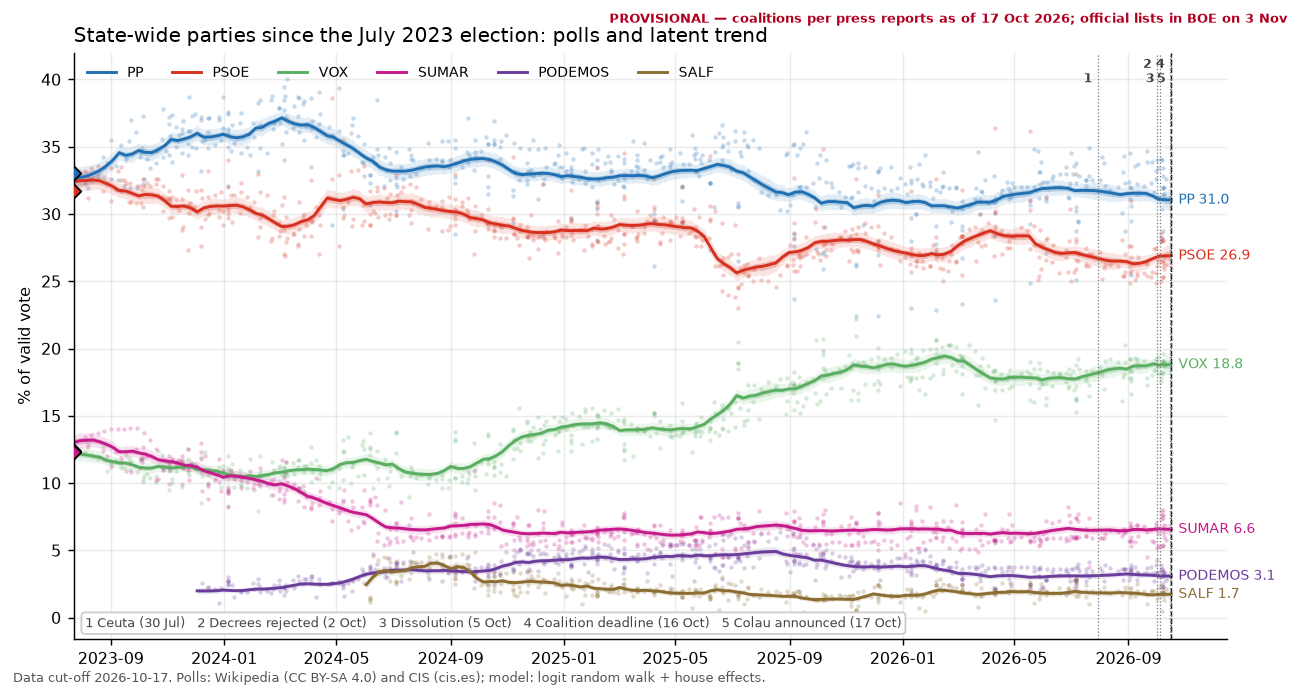 PROVISIONAL — coalitions per press reports as of 17 Oct 2026; official lists in BOE on 3 Nov
State-wide parties since the July 2023 election: polls and latent trend
PP PSOE VOX SUMAR PODEMOS SALF
1 2 4
3 5
40
35
30
25
20
15
10
5
0
% of valid vote
PP 31.0
PSOE 26.9
VOX 18.8
SUMAR 6.6
PODEMOS 3.1
SALF 1.7
1 Ceuta (30 Jul) 2 Decrees rejected (2 Oct) 3 Dissolution (5 Oct) 4 Coalition deadline (16 Oct) 5 Colau announced (17 Oct)
2023-09 2024-01 2024-05 2024-09 2025-01 2025-05 2025-09 2026-01 2026-05 2026-09
Data cut-off 2026-10-17. Polls: Wikipedia (CC BY-SA 4.0) and CIS (cis.es); model: logit random walk + house effects.